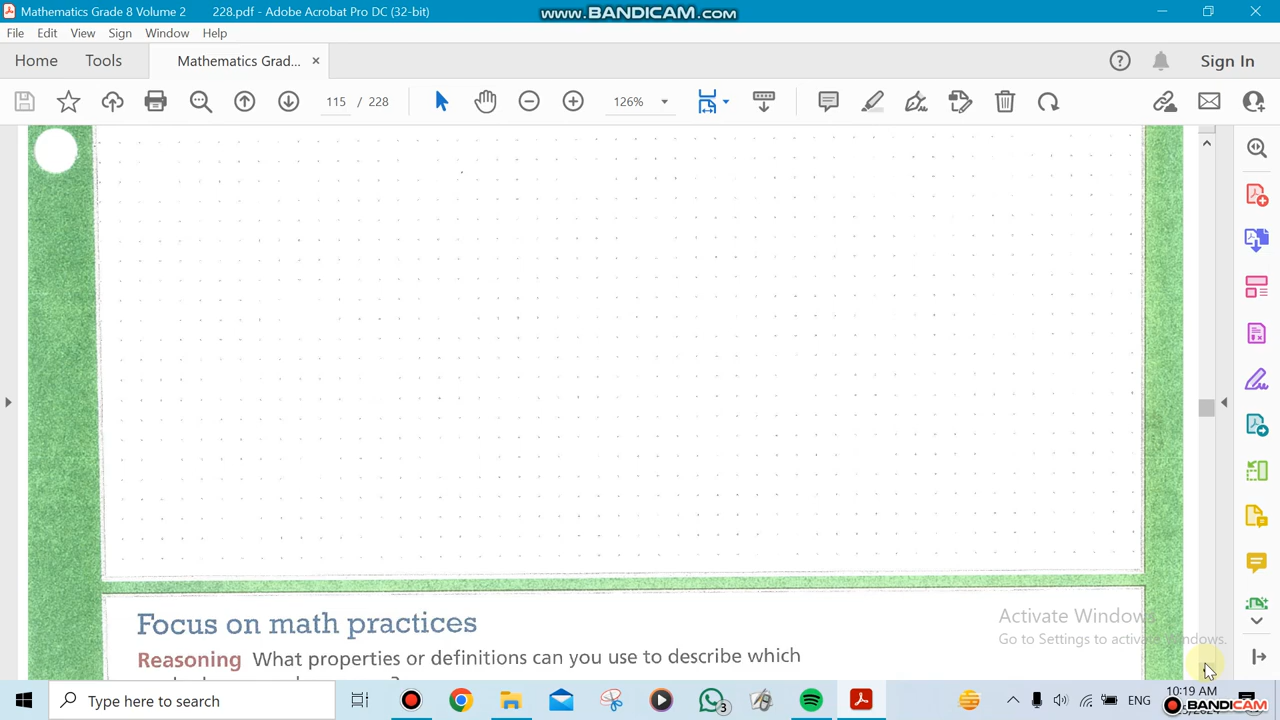 Mathematics Grade 8 Volume 2 228.pdf - Adobe Acrobat Pro DC (32-bit)
www.BANDICAM.com
File Edit View Sign Window Help
Home Tools Mathematics Grad... Sign In
115 / 228 126%
Focus on math practices
Reasoning What properties or definitions can you use to describe which
Activate Windows
Go to Settings to activate Windows.
Type here to search
3
ENG
10:19 AM
BANDICAM